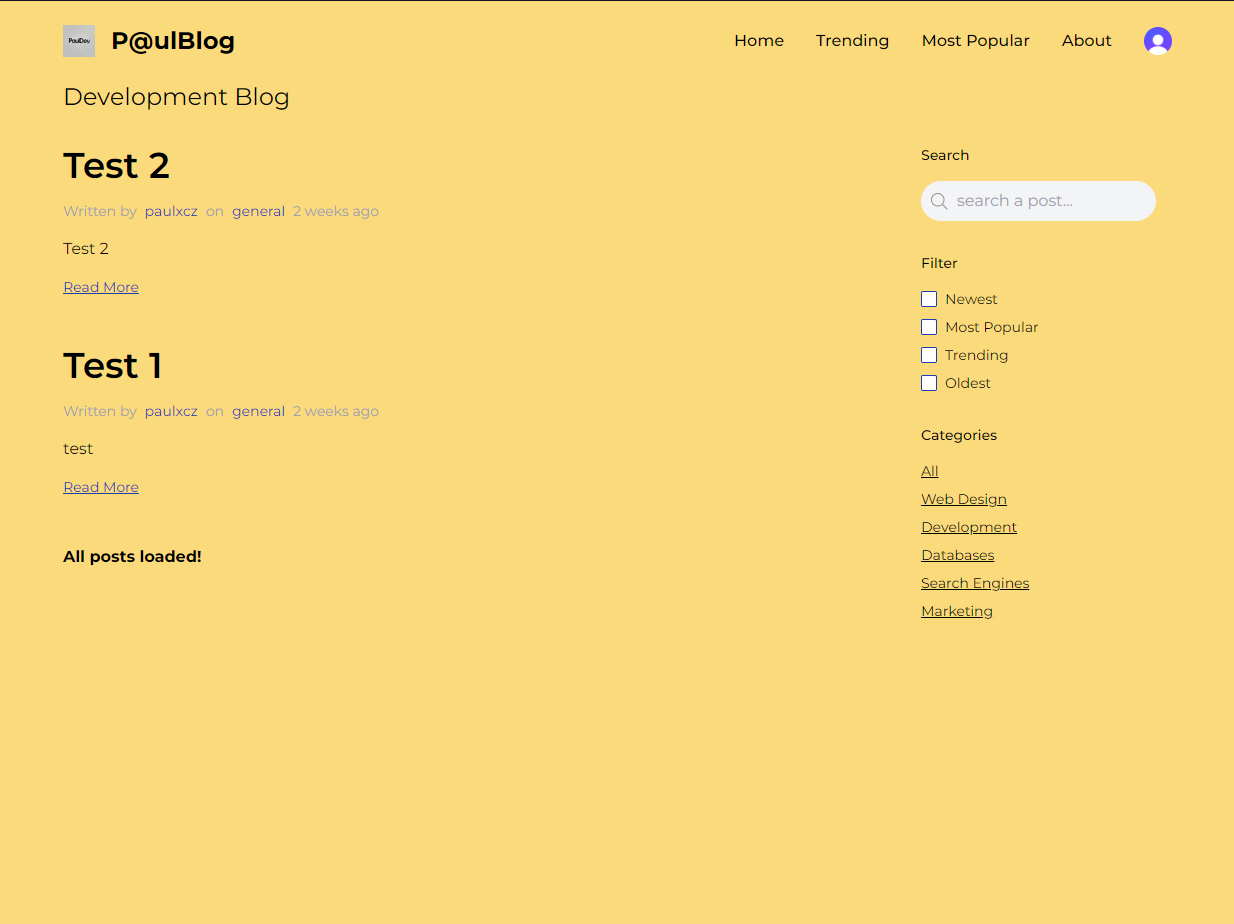 PaulDev.
P@ulBlog
Home Trending Most Popular About
Development Blog
Test 2
Written by paulxcz on general 2 weeks ago
Test 2
Read More
Test 1
Written by paulxcz on general 2 weeks ago
test
Read More
All posts loaded!
Search
search a post...
Filter
Newest
Most Popular
Trending
Oldest
Categories
All
Web Design
Development
Databases
Search Engines
Marketing